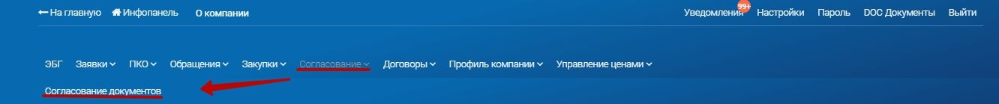 На главную Инфопанель О компании Уведомления 99+ Настройки Пароль DOC Документы Выйти
ЭБГ Заявки ПКО Обращения Закупки Согласование Договоры Профиль компании Управление ценами
Согласование документов